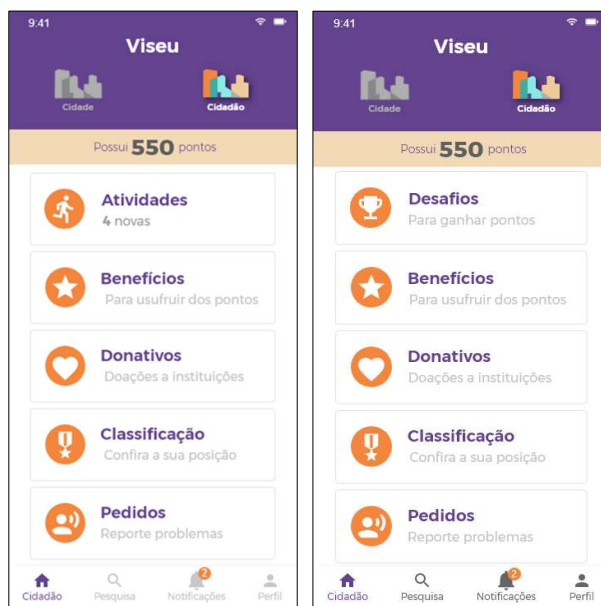 9:41
Viseu
Cidade
Cidadão
Possui 550 pontos
Atividades
4 novas
Benefícios
Para usufruir dos pontos
Donativos
Doações a instituições
Classificação
Confira a sua posição
Pedidos
Reporte problemas
2
Cidadão
Pesquisa
Notificações
Perfil
9:41
Viseu
Cidade
Cidadão
Possui 550 pontos
Desafios
Para ganhar pontos
Benefícios
Para usufruir dos pontos
Donativos
Doações a instituições
Classificação
Confira a sua posição
Pedidos
Reporte problemas
2
Cidadão
Pesquisa
Notificações
Perfil